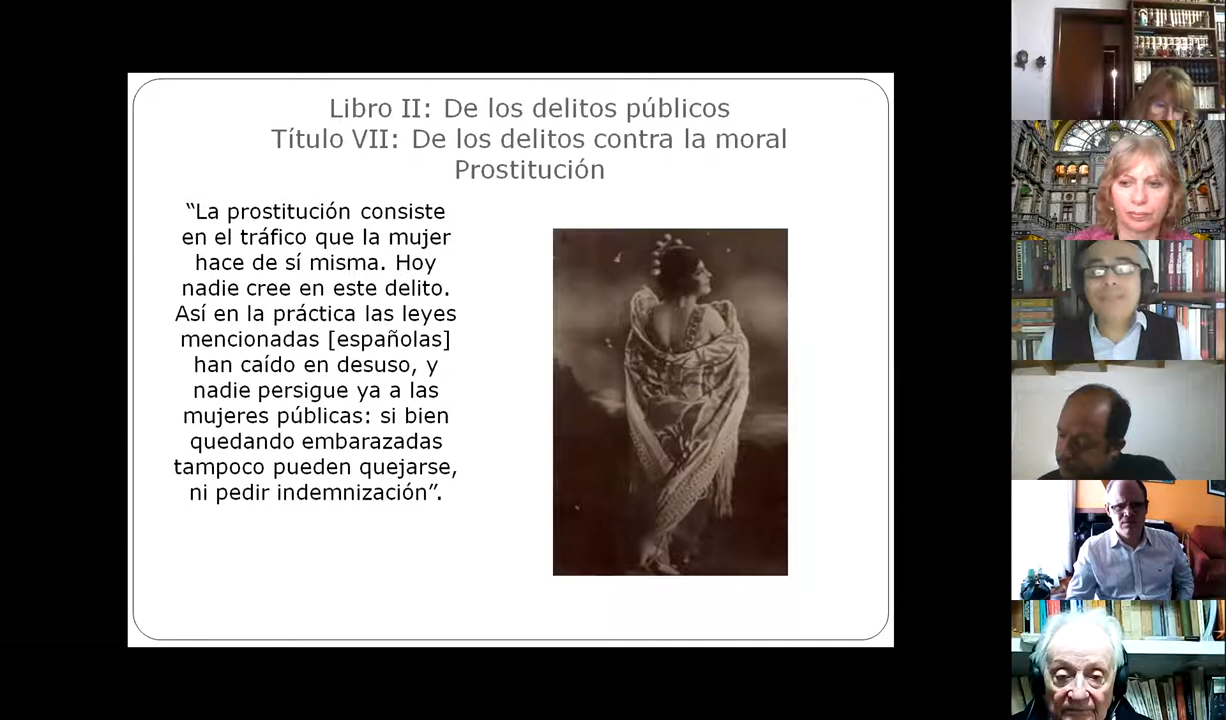 Libro II: De los delitos públicos
Título VII: De los delitos contra la moral
Prostitución
“La prostitución consiste
en el tráfico que la mujer
hace de sí misma. Hoy
nadie cree en este delito.
Así en la práctica las leyes
mencionadas [españolas]
han caído en desuso, y
nadie persigue ya a las
mujeres públicas: si bien
quedando embarazadas
tampoco pueden quejarse,
ni pedir indemnización”.